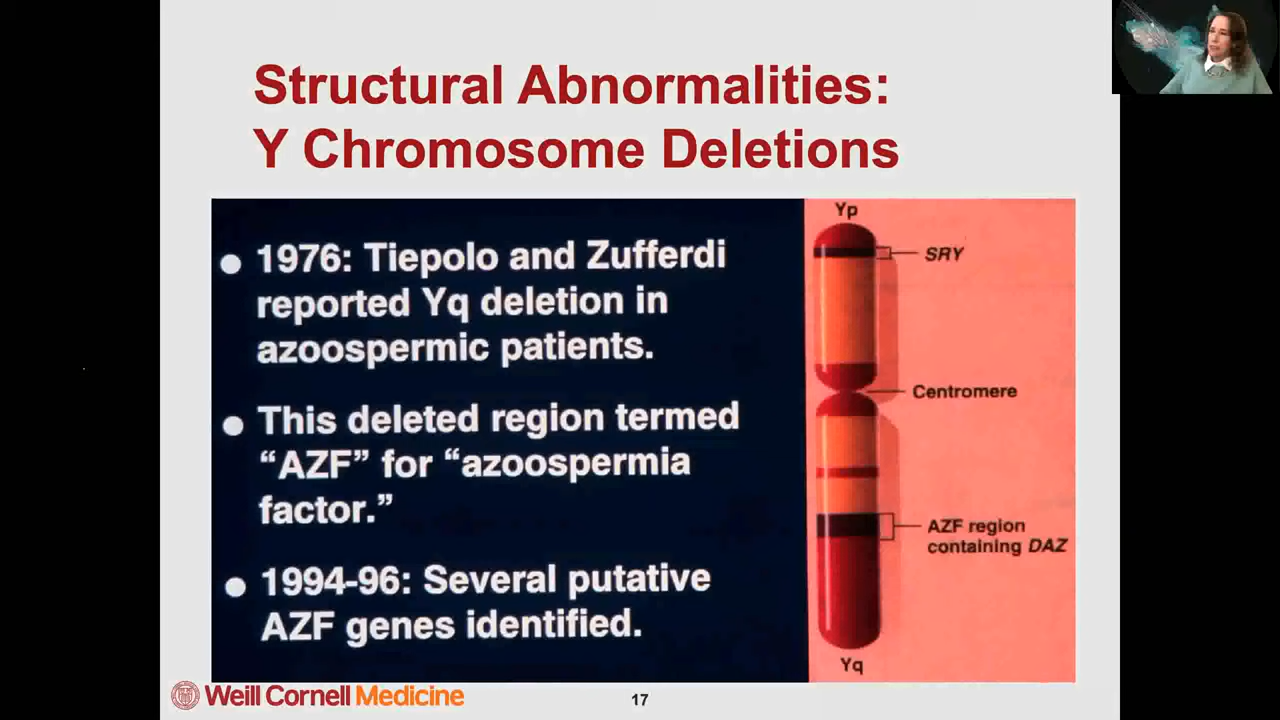 Structural Abnormalities:
Y Chromosome Deletions
1976: Tiepolo and Zufferdi
reported Yq deletion in
azoospermic patients.
This deleted region termed
“AZF” for “azoospermia
factor.”
1994-96: Several putative
AZF genes identified.
Yp
SRY
Centromere
AZF region
containing DAZ
Yq
Weill Cornell Medicine
17